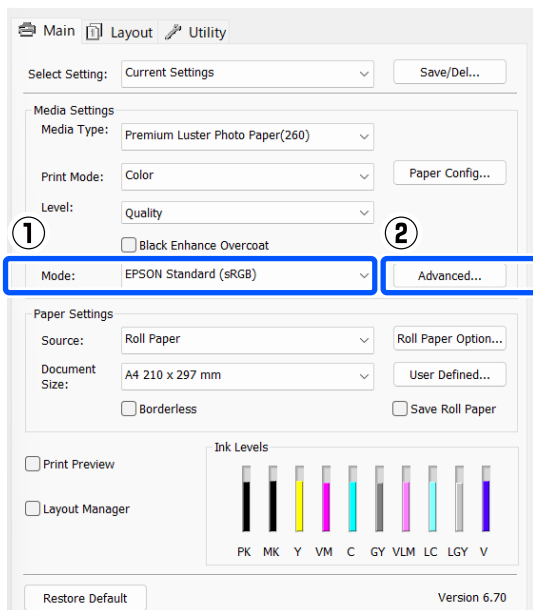 Main Layout Utility
Select Setting: Current Settings Save/Del...
Media Settings
Media Type: Premium Luster Photo Paper(260)
Print Mode: Color Paper Config...
Level: Quality
① ②
Black Enhance Overcoat
Mode: EPSON Standard (sRGB) Advanced...
Paper Settings
Source: Roll Paper Roll Paper Option...
Document
Size: A4 210 x 297 mm User Defined...
Borderless Save Roll Paper
Ink Levels
Print Preview
Layout Manager
PK MK Y VM C GY VLM LC LGY V
Restore Default Version 6.70